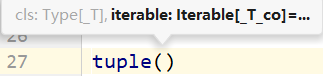 cls: Type[_T], iterable: Iterable[_T_co]=...
26
27 tuple()